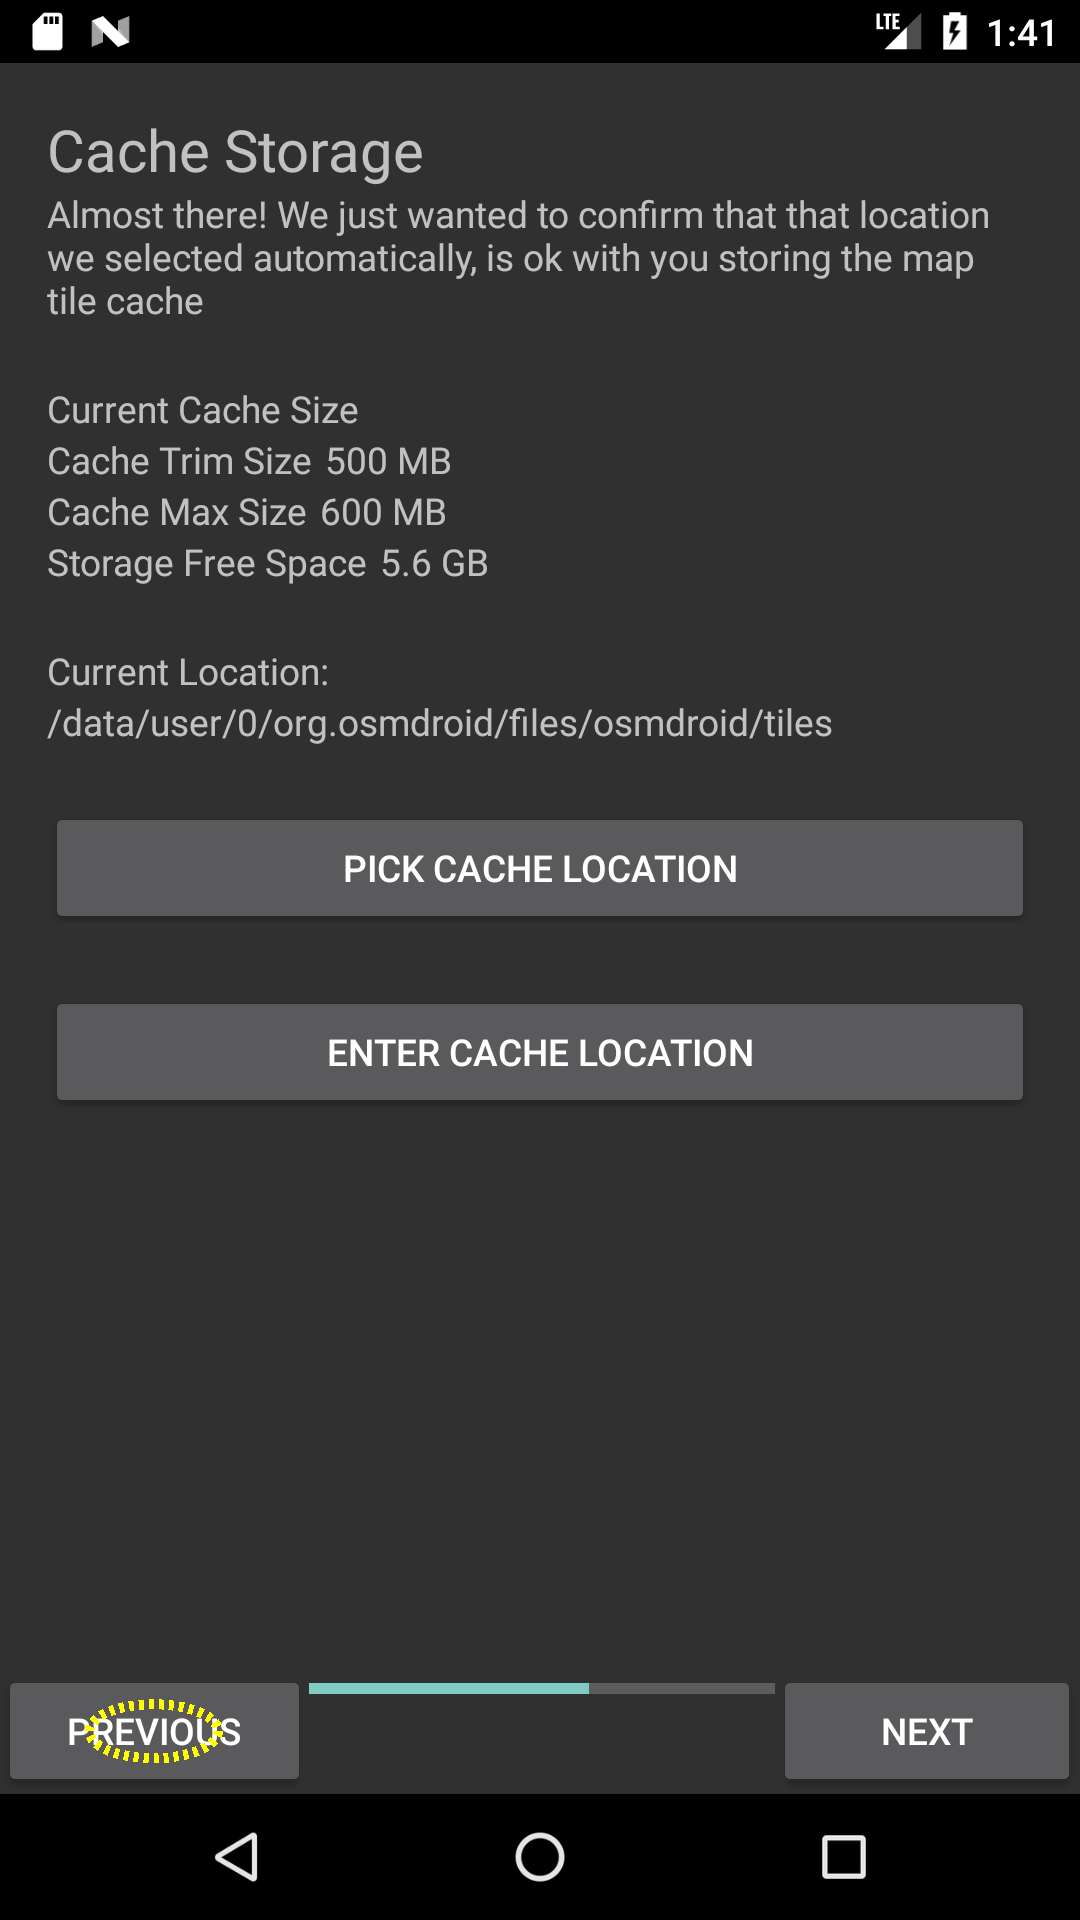 LTE 1:41
Cache Storage
Almost there! We just wanted to confirm that that location
we selected automatically, is ok with you storing the map
tile cache
Current Cache Size
Cache Trim Size 500 MB
Cache Max Size 600 MB
Storage Free Space 5.6 GB
Current Location:
/data/user/0/org.osmdroid/files/osmdroid/tiles
PICK CACHE LOCATION
ENTER CACHE LOCATION
PREVIOUS
NEXT